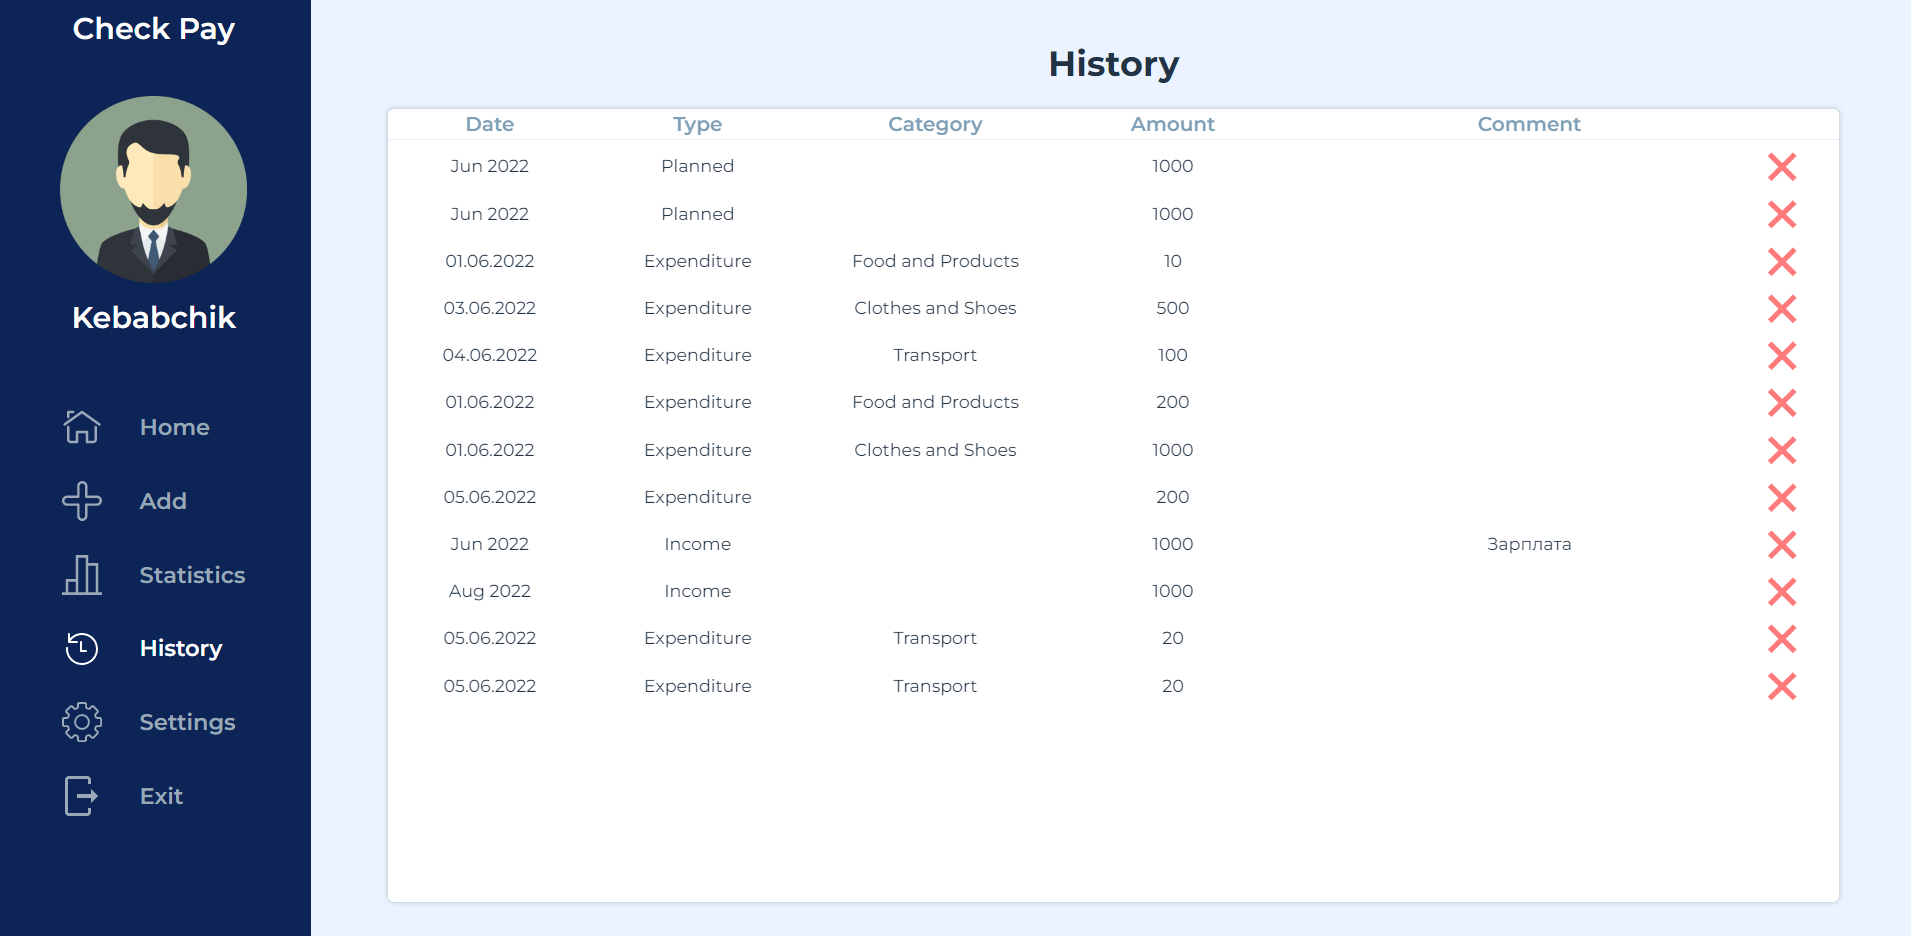 Check Pay
Kebabchik
Home
Add
Statistics
History
Settings
Exit
History
Date Type Category Amount Comment
Jun 2022 Planned 1000
Jun 2022 Planned 1000
01.06.2022 Expenditure Food and Products 10
03.06.2022 Expenditure Clothes and Shoes 500
04.06.2022 Expenditure Transport 100
01.06.2022 Expenditure Food and Products 200
01.06.2022 Expenditure Clothes and Shoes 1000
05.06.2022 Expenditure 200
Jun 2022 Income 1000 Зарплата
Aug 2022 Income 1000
05.06.2022 Expenditure Transport 20
05.06.2022 Expenditure Transport 20